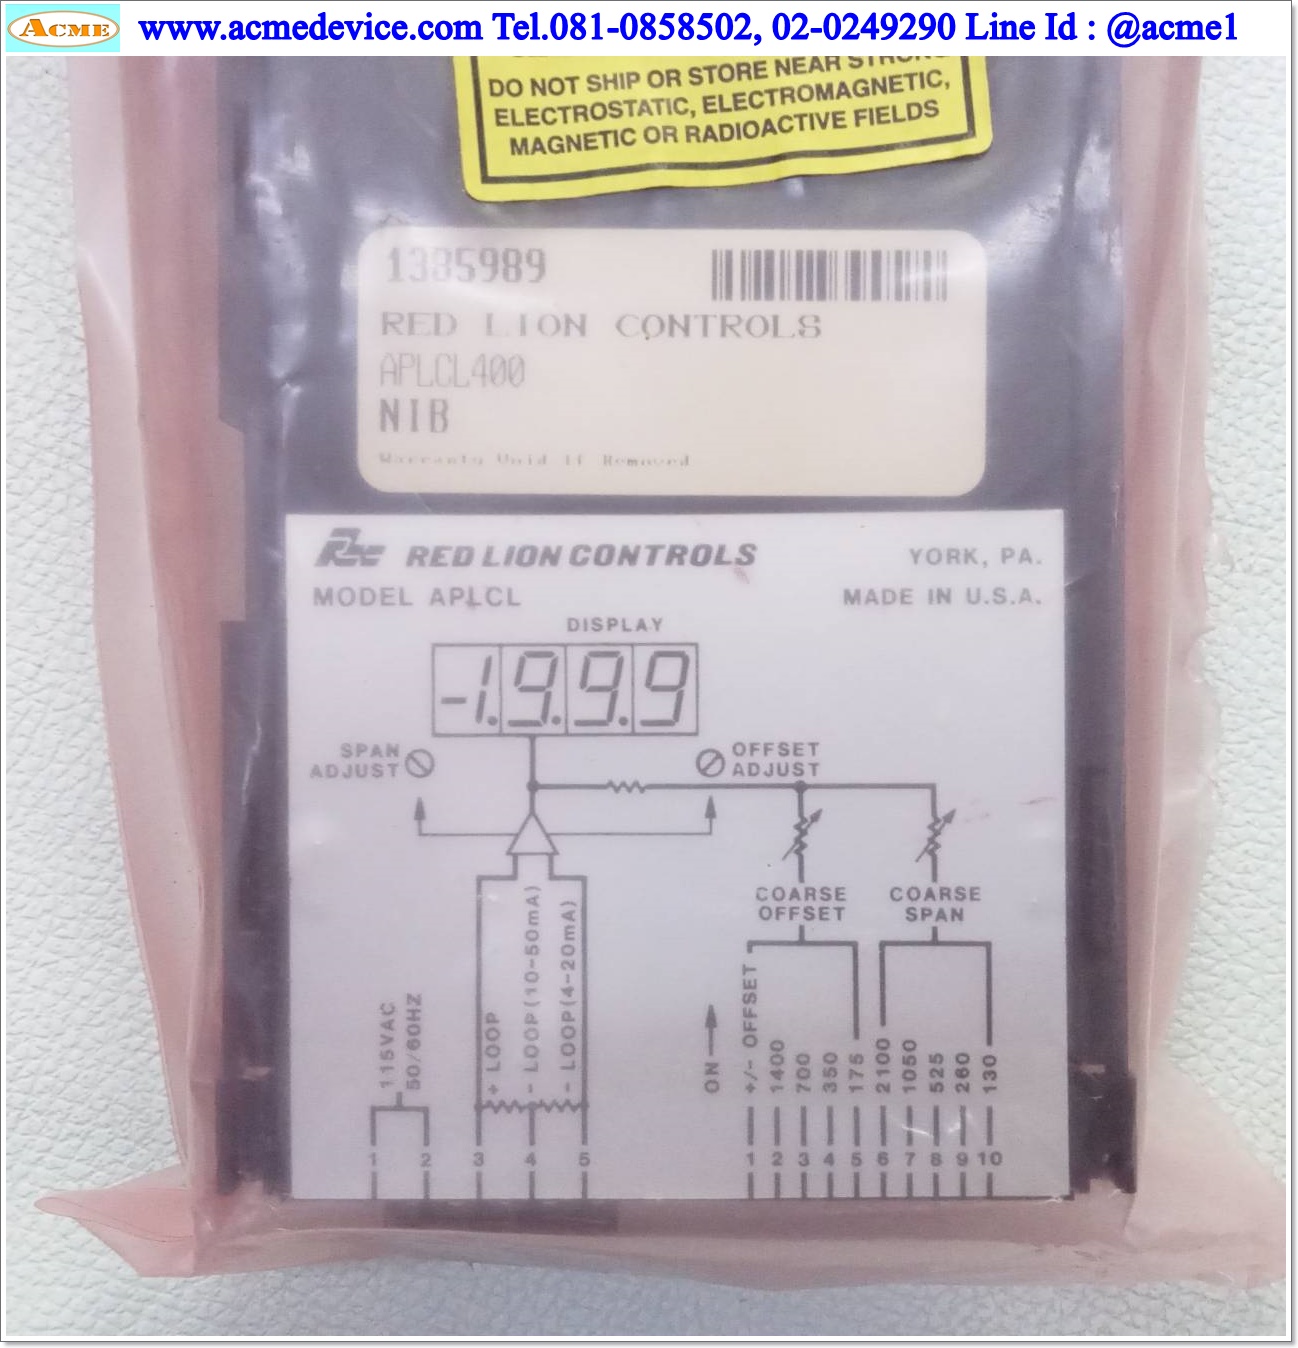 ACME www.acmedevice.com Tel.081-0858502, 02-0249290 Line Id : @acme1
DO NOT SHIP OR STORE NEAR STRONG
ELECTROSTATIC, ELECTROMAGNETIC,
MAGNETIC OR RADIOACTIVE FIELDS
1385989
RED LION CONTROLS
APLCL400
NIB
Warranty Void If Removed
RED LION CONTROLS YORK, PA.
MODEL APLCL MADE IN U.S.A.
DISPLAY
-1.9.9.9
SPAN ADJUST
OFFSET ADJUST
COARSE OFFSET
COARSE SPAN
115VAC
50/60HZ
+ LOOP
- LOOP(10-50mA)
- LOOP(4-20mA)
ON
+/- OFFSET
1400
700
350
175
2100
1050
525
260
130
1 2 3 4 5 1 2 3 4 5 6 7 8 9 10